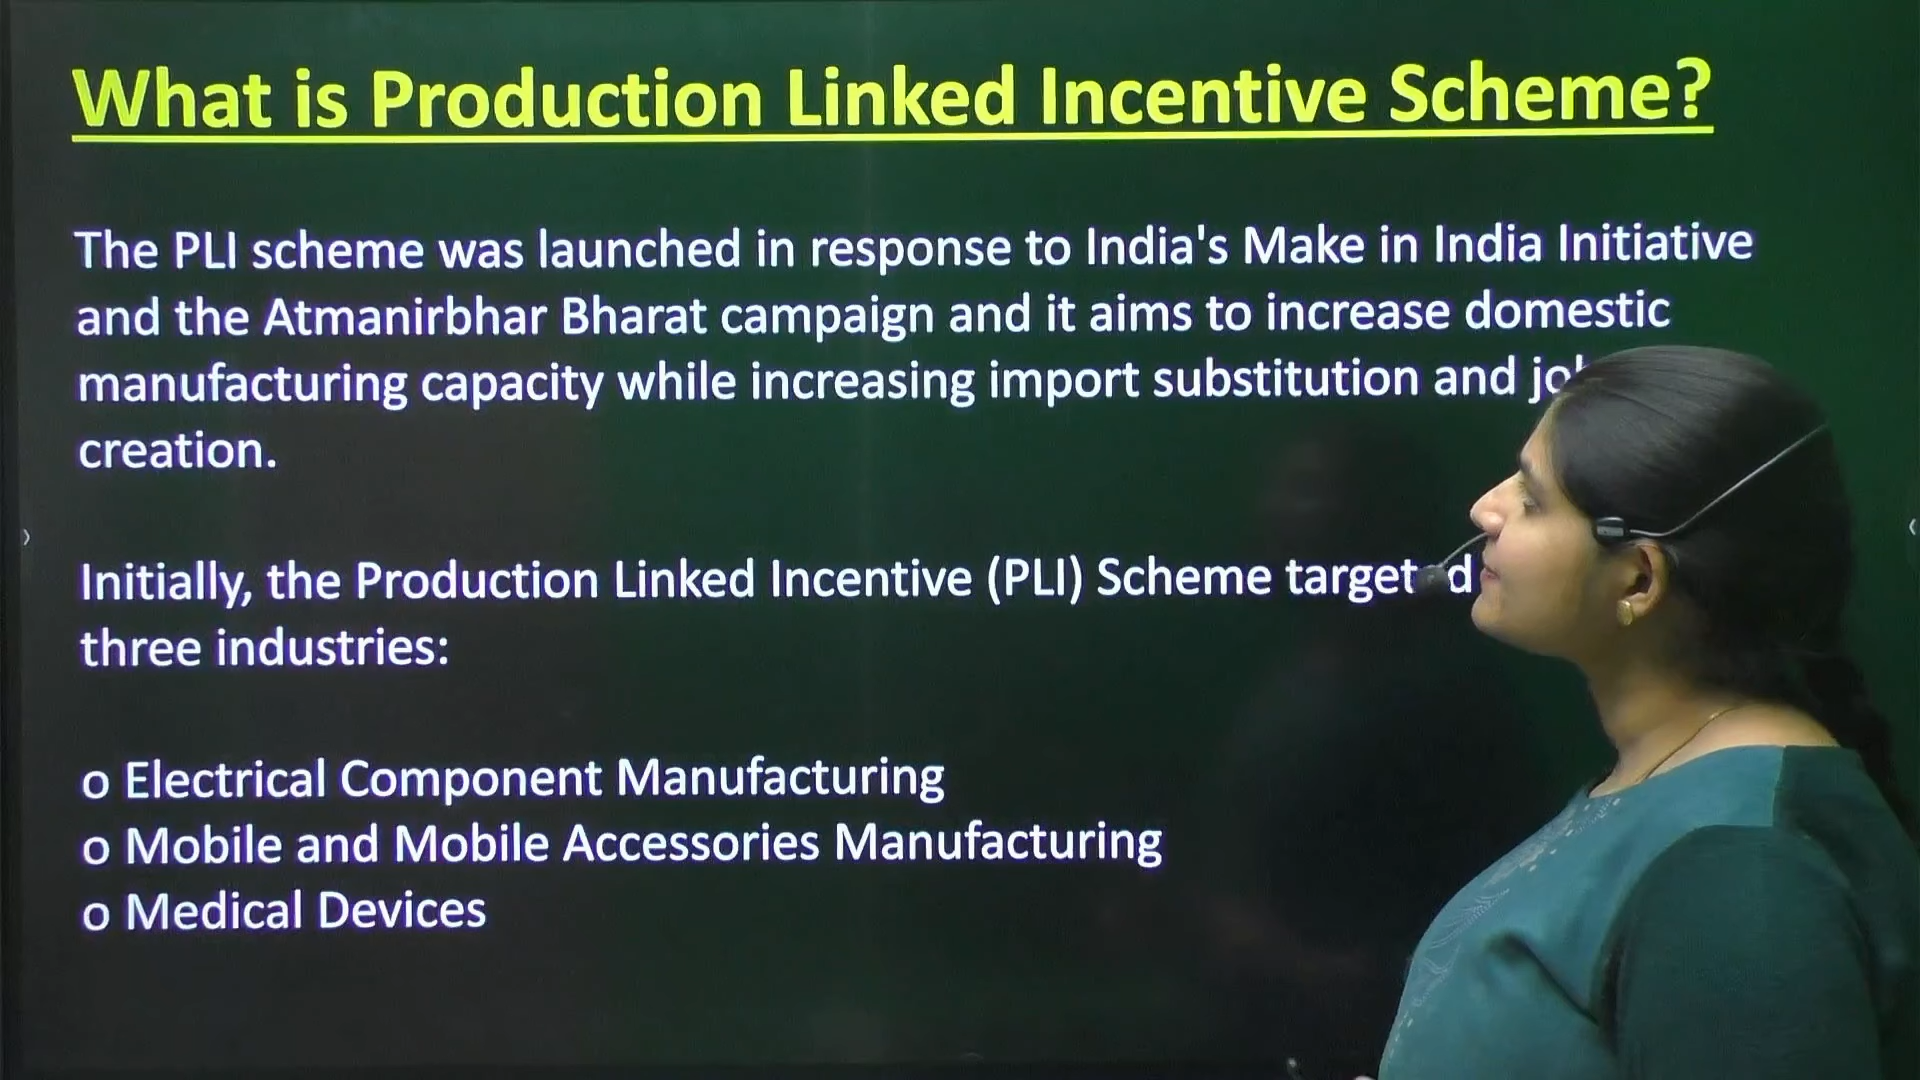 What is Production Linked Incentive Scheme?
The PLI scheme was launched in response to India's Make in India Initiative
and the Atmanirbhar Bharat campaign and it aims to increase domestic
manufacturing capacity while increasing import substitution and job
creation.
Initially, the Production Linked Incentive (PLI) Scheme targeted
three industries:
o Electrical Component Manufacturing
o Mobile and Mobile Accessories Manufacturing
o Medical Devices